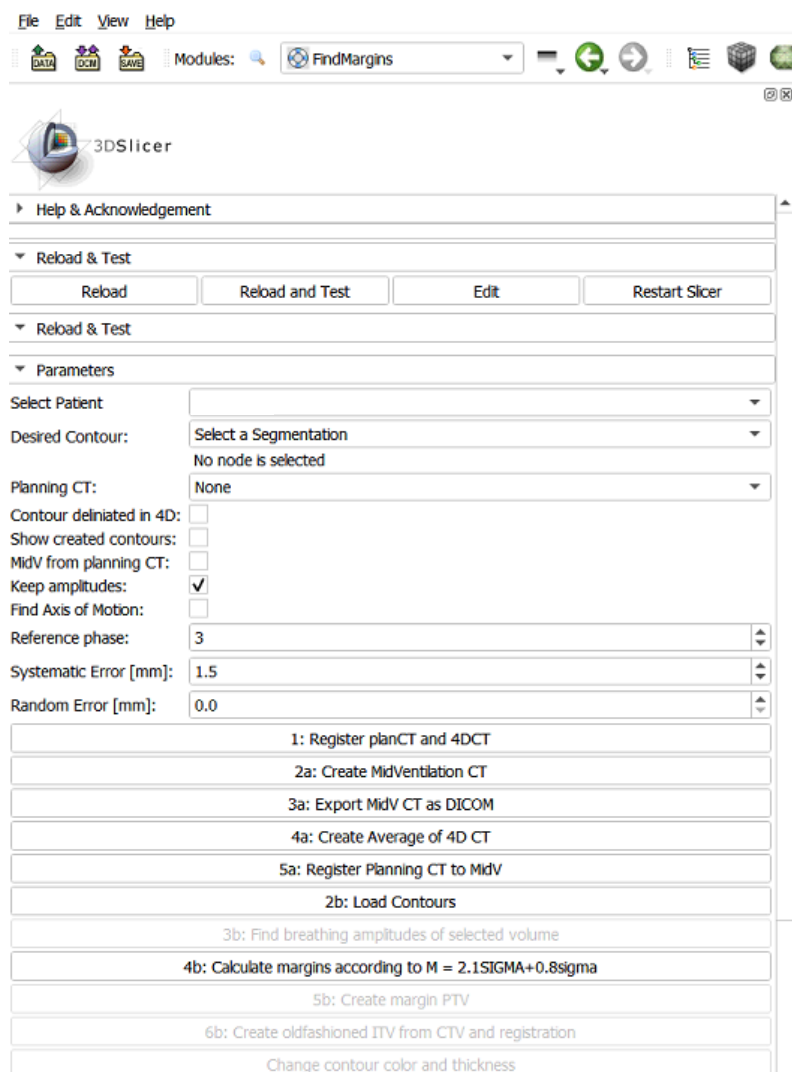 File Edit View Help
DATA DCM SAVE Modules: FindMargins
3DSlicer
Help & Acknowledgement
Reload & Test
Reload Reload and Test Edit Restart Slicer
Reload & Test
Parameters
Select Patient
Desired Contour: Select a Segmentation
No node is selected
Planning CT: None
Contour deliniated in 4D:
Show created contours:
MidV from planning CT:
Keep amplitudes:
Find Axis of Motion:
Reference phase: 3
Systematic Error [mm]: 1.5
Random Error [mm]: 0.0
1: Register planCT and 4DCT
2a: Create MidVentilation CT
3a: Export MidV CT as DICOM
4a: Create Average of 4D CT
5a: Register Planning CT to MidV
2b: Load Contours
3b: Find breathing amplitudes of selected volume
4b: Calculate margins according to M = 2.1SIGMA+0.8sigma
5b: Create margin PTV
6b: Create oldfashioned ITV from CTV and registration
Change contour color and thickness